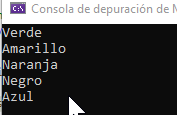 Consola de depuración de M
Verde
Amarillo
Naranja
Negro
Azul